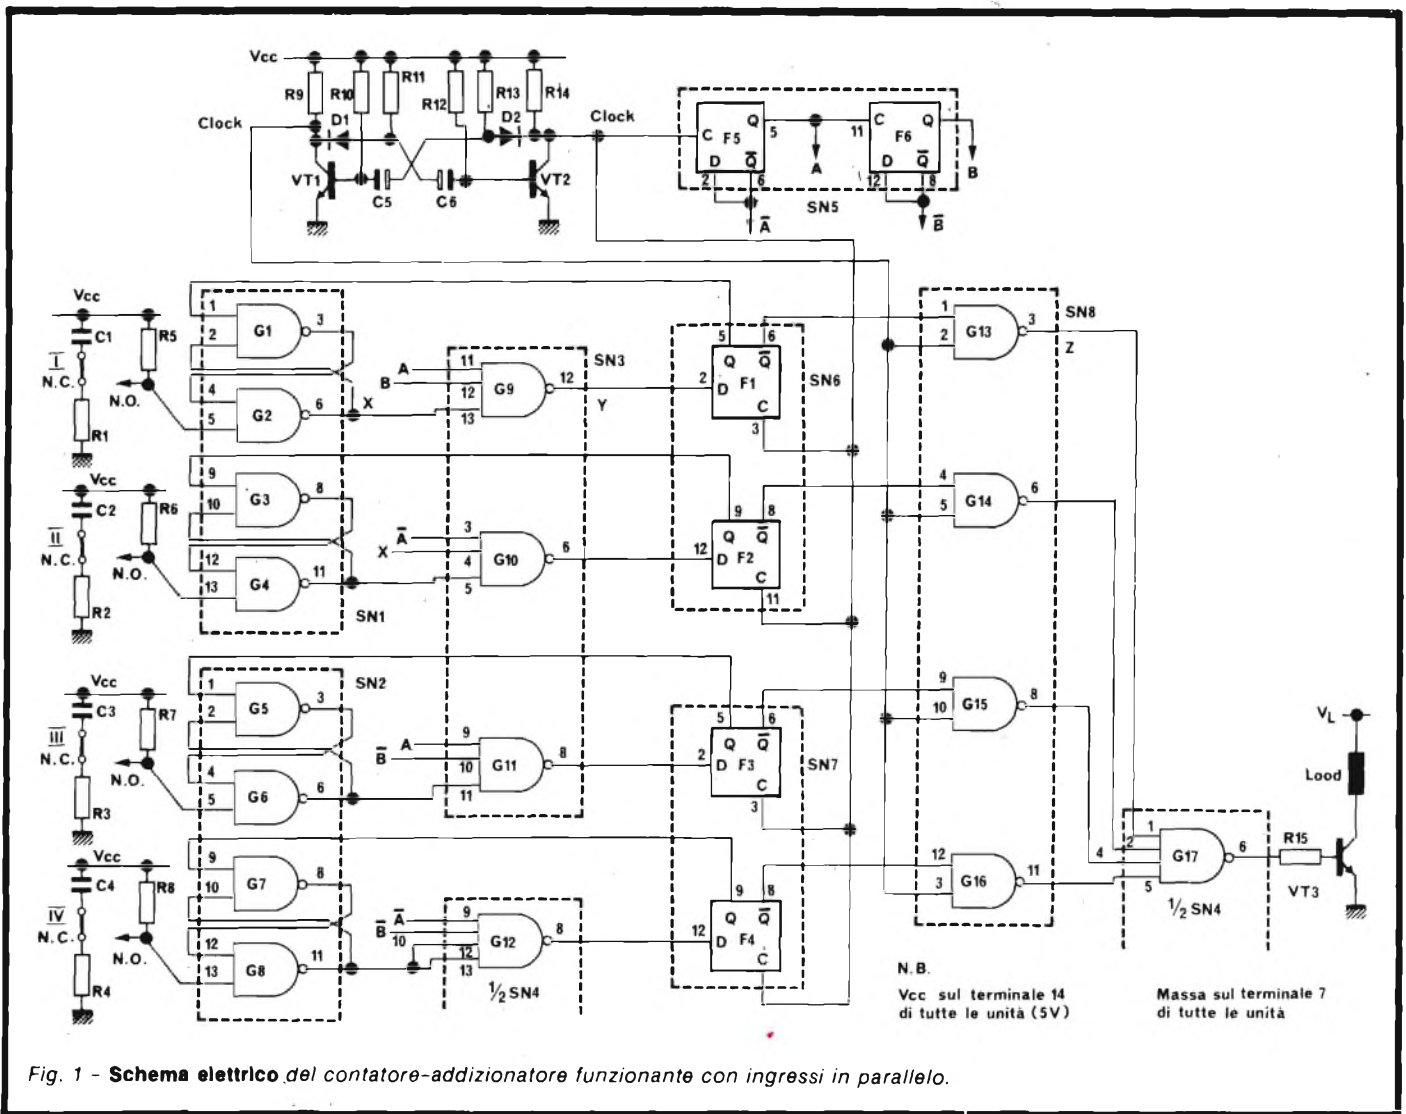 Vcc
R9
R10
R11
R12
R13
R14
Clock
D1
D2
Clock
VT1
C5
C6
VT2
C
Q
5
F5
D
Q
2
6
A
11
C
Q
F6
D
Q
12
8
B
SN5
A
B
Vcc
C1
R5
I
N.C.
N.O.
R1
1
2
G1
3
4
5
G2
6
X
A
B
11
12
13
G9
12
Y
SN3
5
6
Q
Q
2
D
F1
C
3
SN6
1
2
G13
3
SN8
Z
Vcc
C2
R6
II
N.C.
N.O.
R2
9
10
G3
8
12
13
G4
11
SN1
A
X
3
4
5
G10
6
9
8
Q
Q
12
D
F2
C
11
4
5
G14
6
Vcc
C3
R7
III
N.C.
N.O.
R3
SN2
1
2
G5
3
4
5
G6
6
A
B
9
10
11
G11
8
5
6
Q
Q
2
D
F3
C
3
SN7
9
10
G15
8
Vcc
C4
R8
IV
N.C.
N.O.
R4
9
10
G7
8
12
13
G8
11
A
B
9
10
12
13
G12
8
½ SN4
9
8
Q
Q
12
D
F4
C
12
3
G16
11
1
2
4
5
G17
6
½ SN4
R15
VT3
VL
Lood
N.B.
Vcc sul terminale 14
di tutte le unità (5V)
Massa sul terminale 7
di tutte le unità
Fig. 1 - Schema elettrico del contatore-addizionatore funzionante con ingressi in parallelo.